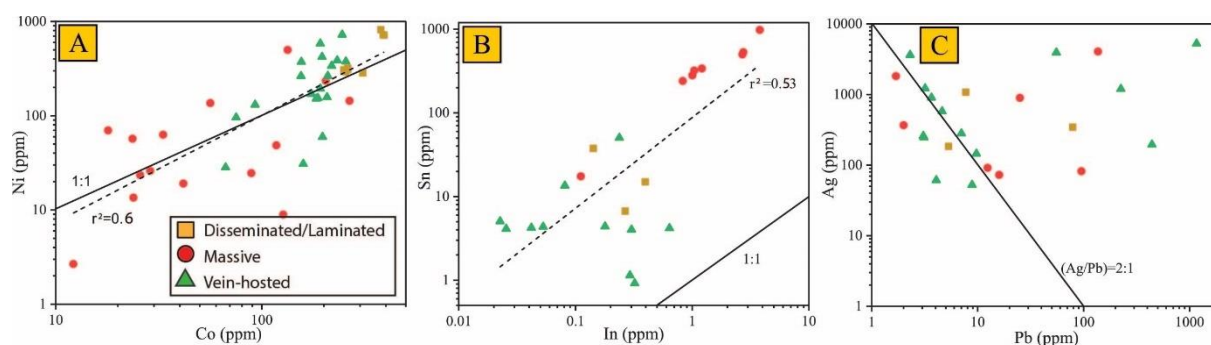 A
1000
100
10
1
Ni (ppm)
1:1
r²=0.6
Disseminated/Laminated
Massive
Vein-hosted
10
100
Co (ppm)
B
1000
100
10
1
Sn (ppm)
r²=0.53
1:1
0.01
0.1
1
10
In (ppm)
C
10000
1000
100
10
1
Ag (ppm)
(Ag/Pb)=2:1
1
10
100
1000
Pb (ppm)